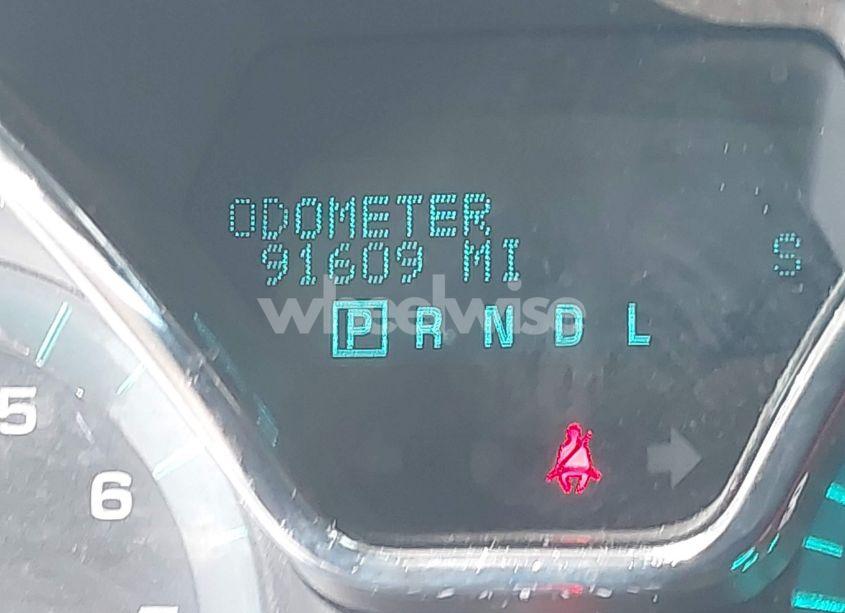 ODOMETER
91609 MI S
wheelwise
P R N D L
5
6